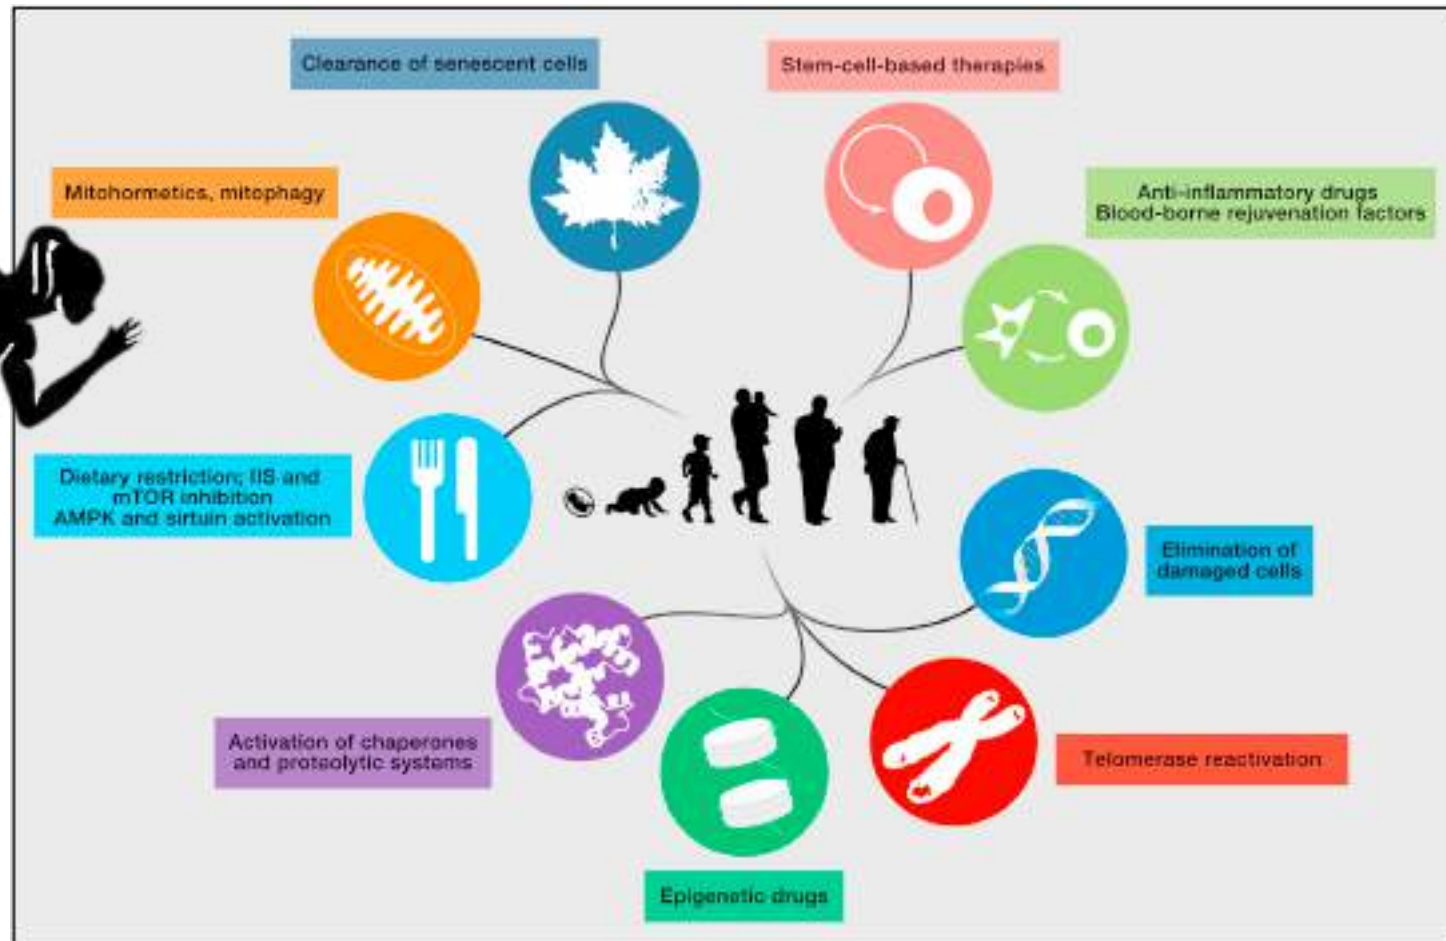 Clearance of senescent cells
Stem-cell-based therapies
Mitohormetics, mitophagy
Anti-inflammatory drugs
Blood-borne rejuvenation factors
Dietary restriction; IIS and
mTOR inhibition
AMPK and sirtuin activation
Elimination of
damaged cells
Activation of chaperones
and proteolytic systems
Telomerase reactivation
Epigenetic drugs